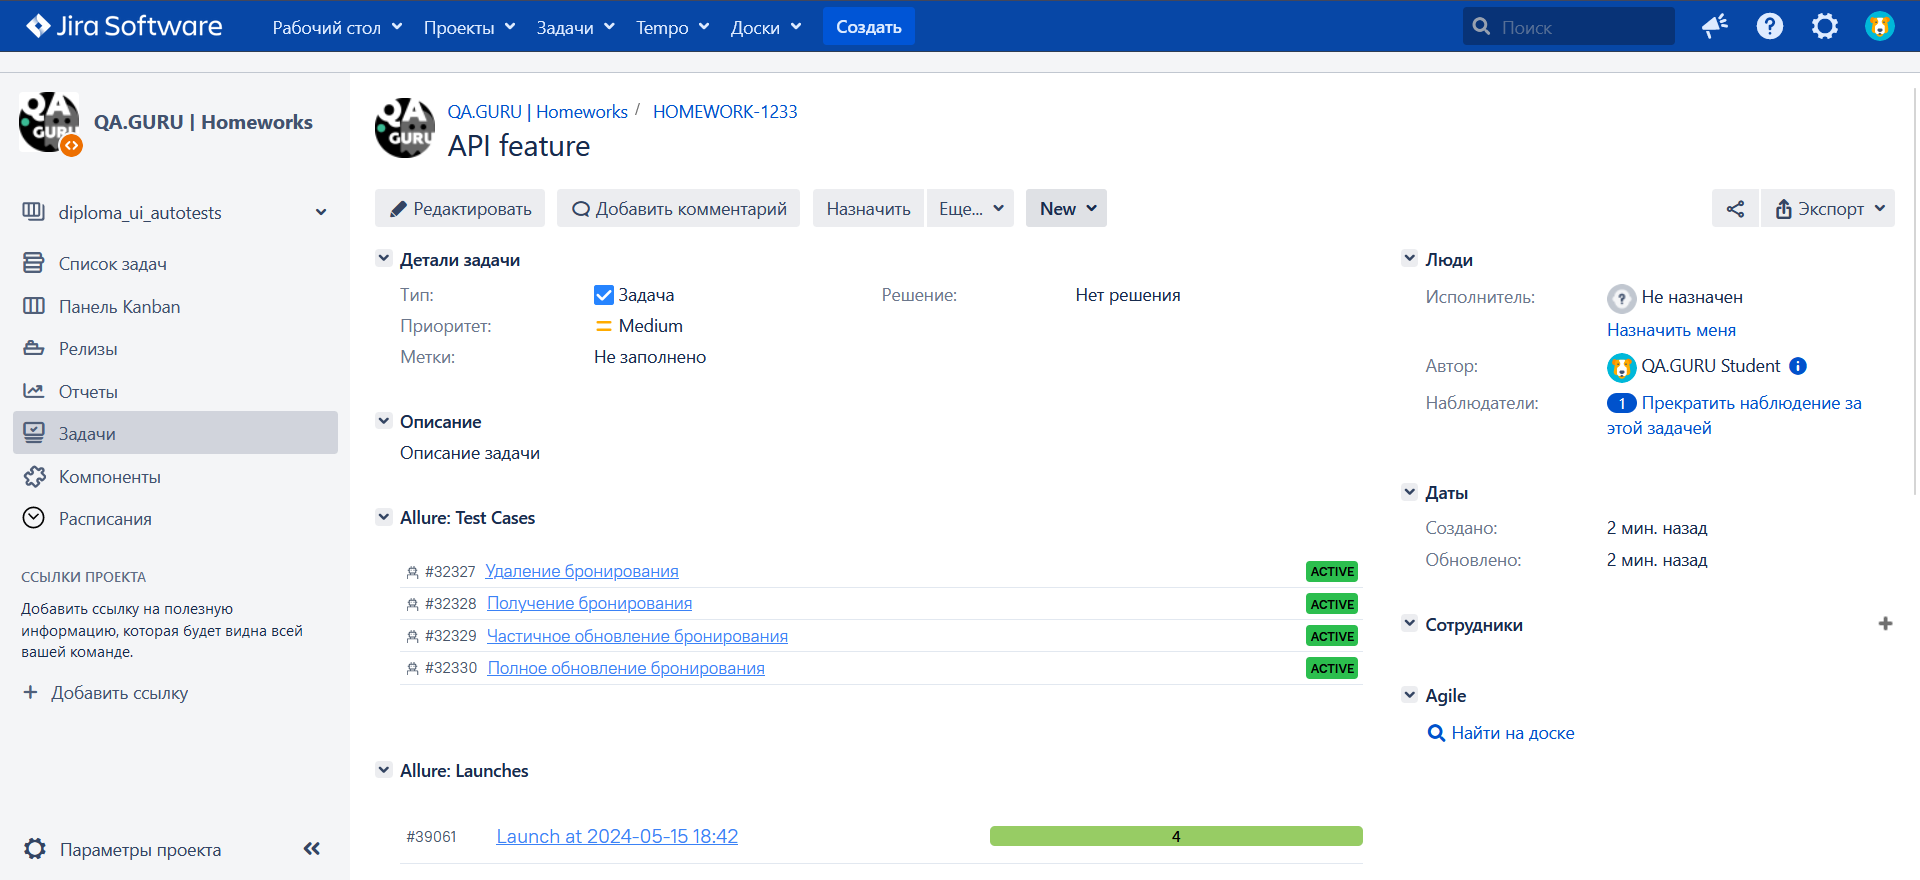 Jira Software
Рабочий стол Проекты Задачи Tempo Доски Создать Поиск
QA GURU
QA.GURU | Homeworks
diploma_ui_autotests
Список задач
Панель Kanban
Релизы
Отчеты
Задачи
Компоненты
Расписания
ССЫЛКИ ПРОЕКТА
Добавить ссылку на полезную
информацию, которая будет видна всей
вашей команде.
+ Добавить ссылку
Параметры проекта
QA GURU
QA.GURU | Homeworks / HOMEWORK-1233
API feature
Редактировать Добавить комментарий Назначить Еще... New Экспорт
Детали задачи
Тип: Задача Решение: Нет решения
Приоритет: Medium
Метки: Не заполнено
Описание
Описание задачи
Allure: Test Cases
#32327 Удаление бронирования ACTIVE
#32328 Получение бронирования ACTIVE
#32329 Частичное обновление бронирования ACTIVE
#32330 Полное обновление бронирования ACTIVE
Allure: Launches
#39061 Launch at 2024-05-15 18:42 4
Люди
Исполнитель: Не назначен
Назначить меня
Автор: QA.GURU Student
Наблюдатели: 1 Прекратить наблюдение за
этой задачей
Даты
Создано: 2 мин. назад
Обновлено: 2 мин. назад
Сотрудники
Agile
Найти на доске